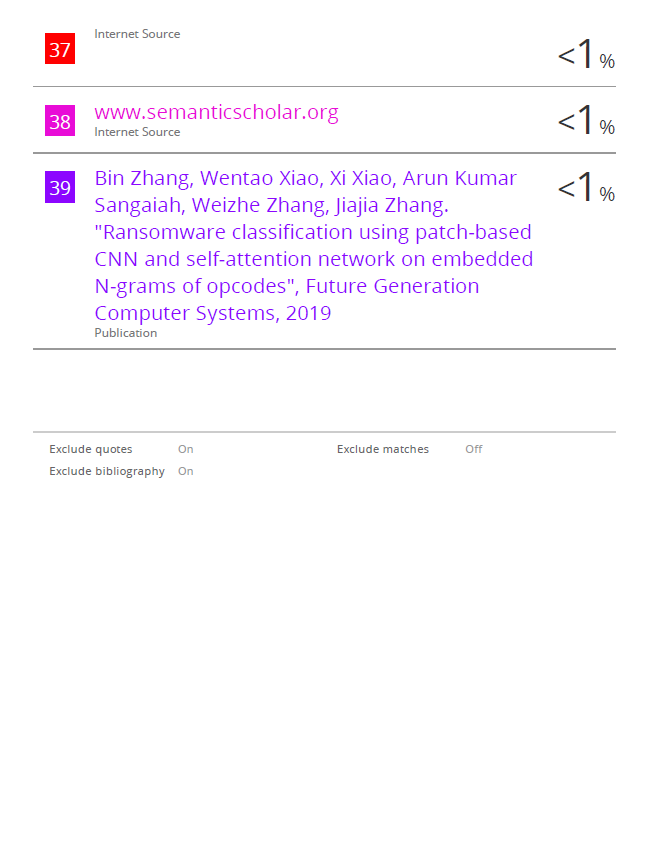 37
Internet Source
<1%
38
www.semanticscholar.org
Internet Source
<1%
39
Bin Zhang, Wentao Xiao, Xi Xiao, Arun Kumar
Sangaiah, Weizhe Zhang, Jiajia Zhang.
"Ransomware classification using patch-based
CNN and self-attention network on embedded
N-grams of opcodes", Future Generation
Computer Systems, 2019
Publication
<1%
Exclude quotes On Exclude matches Off
Exclude bibliography On